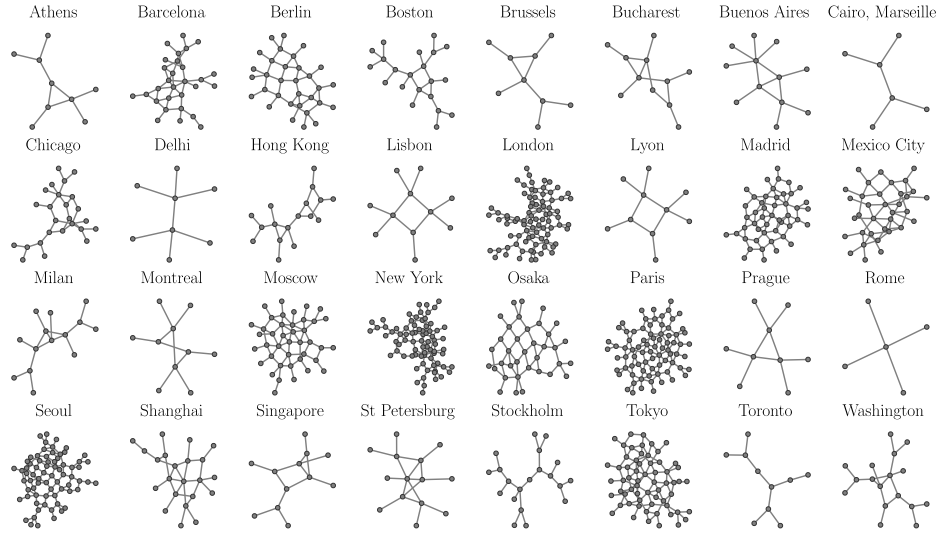 Athens Barcelona Berlin Boston Brussels Bucharest Buenos Aires Cairo, Marseille
Chicago Delhi Hong Kong Lisbon London Lyon Madrid Mexico City
Milan Montreal Moscow New York Osaka Paris Prague Rome
Seoul Shanghai Singapore St Petersburg Stockholm Tokyo Toronto Washington